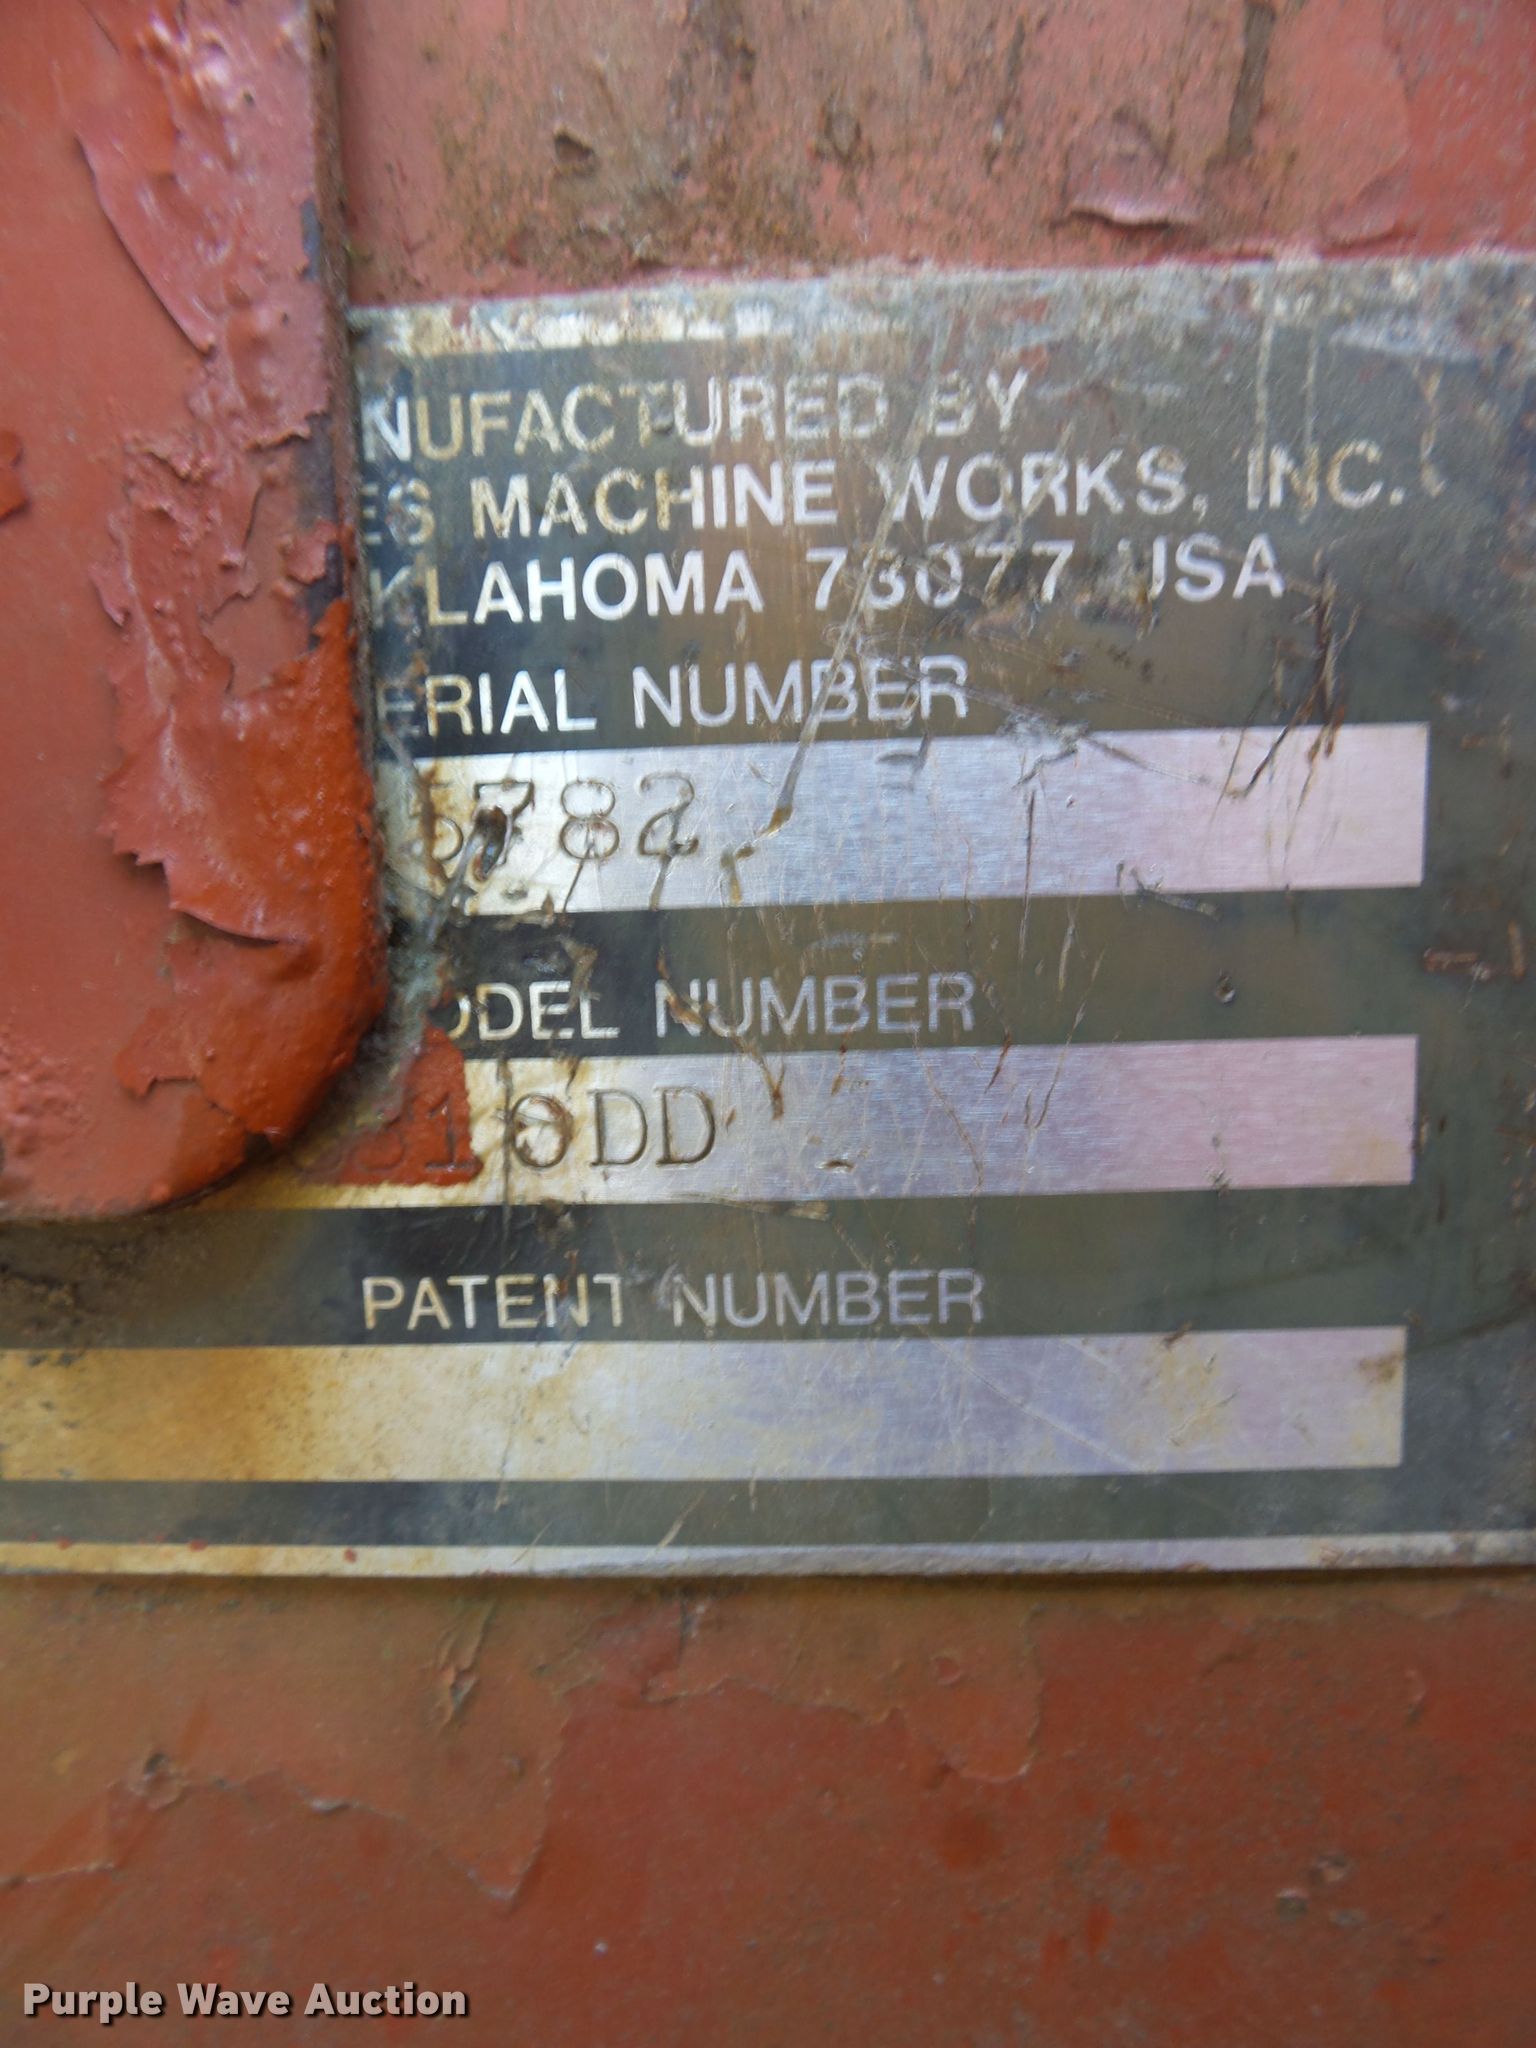 NUFACTURED BY
ES MACHINE WORKS, INC.
KLAHOMA 73077 USA
ERIAL NUMBER
5782
ODEL NUMBER
PATENT NUMBER
Purple Wave Auction